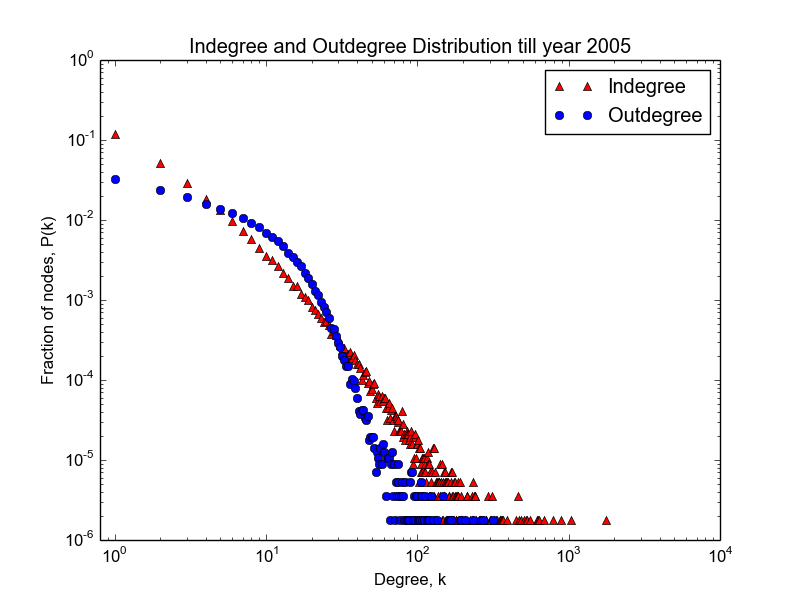 Indegree and Outdegree Distribution till year 2005
Indegree
Outdegree
Fraction of nodes, P(k)
10^0
10^-1
10^-2
10^-3
10^-4
10^-5
10^-6
10^0 10^1 10^2 10^3 10^4
Degree, k